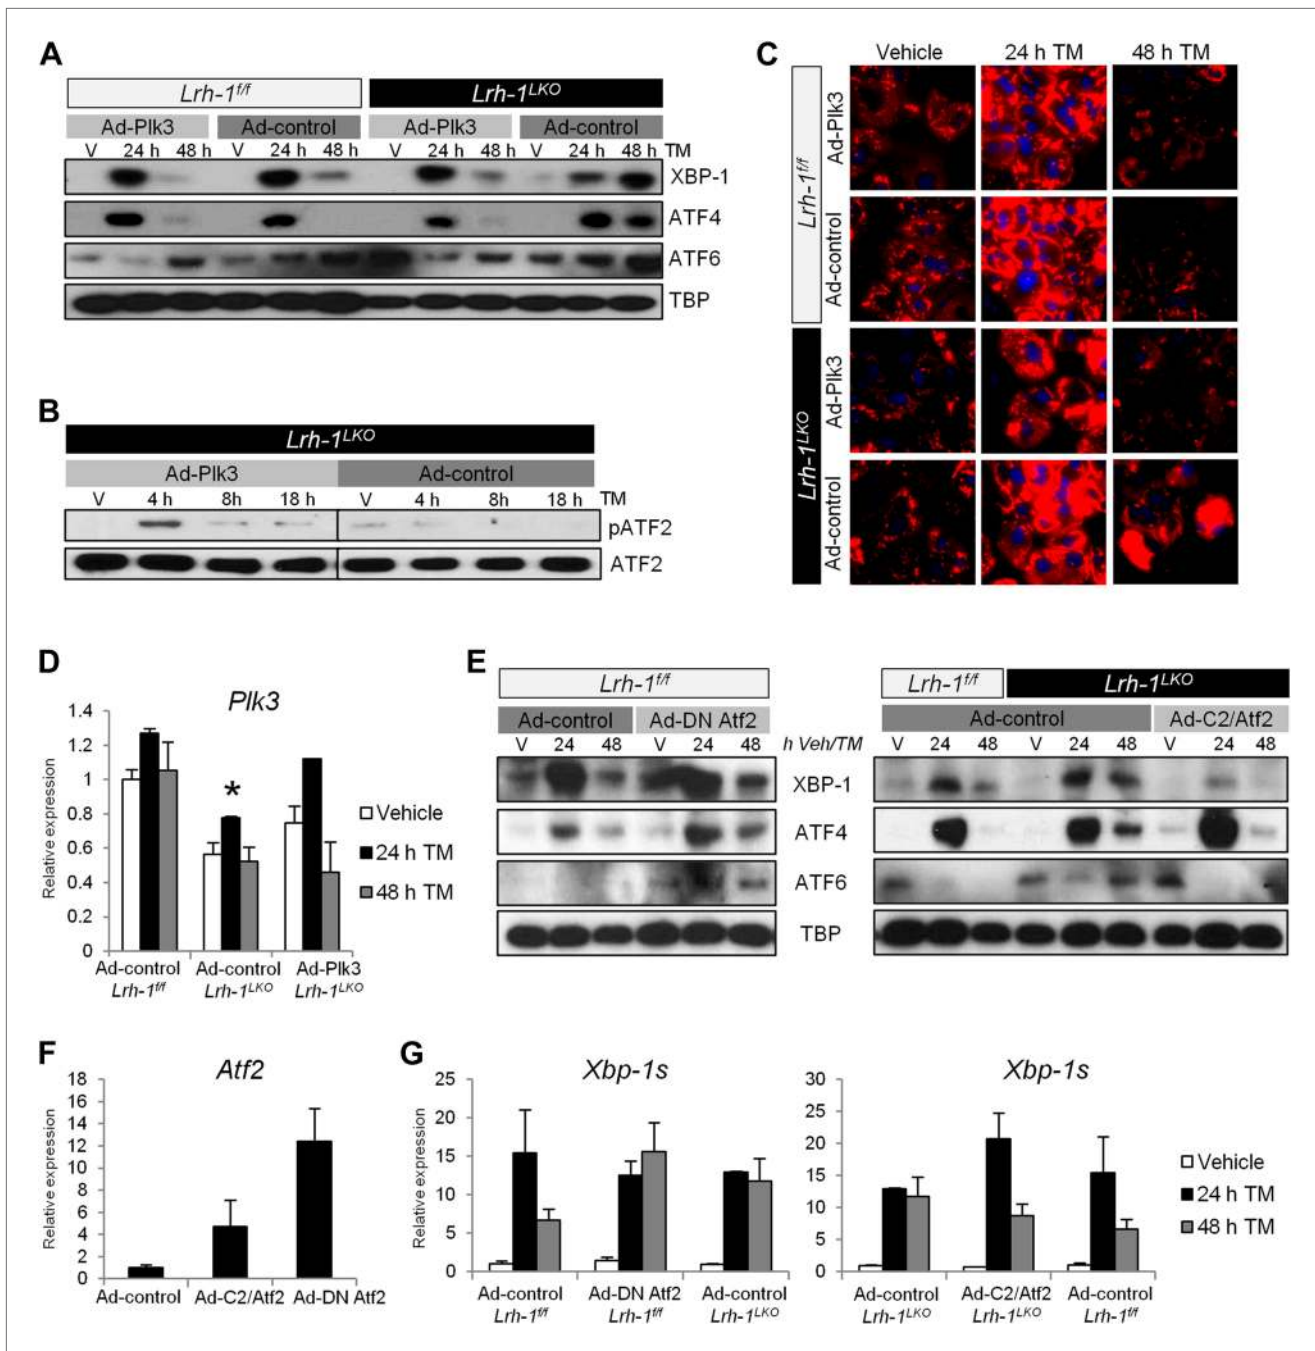 A
Lrh-1f/f Lrh-1LKO
Ad-Plk3 Ad-control Ad-Plk3 Ad-control
V 24 h 48 h V 24 h 48 h V 24 h 48 h V 24 h 48 h TM
XBP-1
ATF4
ATF6
TBP
B
Lrh-1LKO
Ad-Plk3 Ad-control
V 4 h 8h 18 h V 4 h 8h 18 h TM
pATF2
ATF2
C
Vehicle 24 h TM 48 h TM
Lrh-1f/f
Ad-Plk3
Ad-control
Lrh-1LKO
Ad-Plk3
Ad-control
D
Plk3
Relative expression
1.4
1.2
1
0.8
0.6
0.4
0.2
0
*
Vehicle
24 h TM
48 h TM
Ad-control Ad-control Ad-Plk3
Lrh-1f/f Lrh-1LKO Lrh-1LKO
E
Lrh-1f/f
Ad-control Ad-DN Atf2
V 24 48 V 24 48 h Veh/TM
Lrh-1f/f Lrh-1LKO
Ad-control Ad-C2/Atf2
V 24 48 V 24 48 V 24 48
XBP-1
ATF4
ATF6
TBP
F
Atf2
Relative expression
18
16
14
12
10
8
6
4
2
0
Ad-control Ad-C2/Atf2 Ad-DN Atf2
G
Xbp-1s
Relative expression
25
20
15
10
5
0
Ad-control Ad-DN Atf2 Ad-control
Lrh-1f/f Lrh-1f/f Lrh-1LKO
Xbp-1s
30
25
20
15
10
5
0
Ad-control Ad-C2/Atf2 Ad-control
Lrh-1LKO Lrh-1LKO Lrh-1f/f
Vehicle
24 h TM
48 h TM